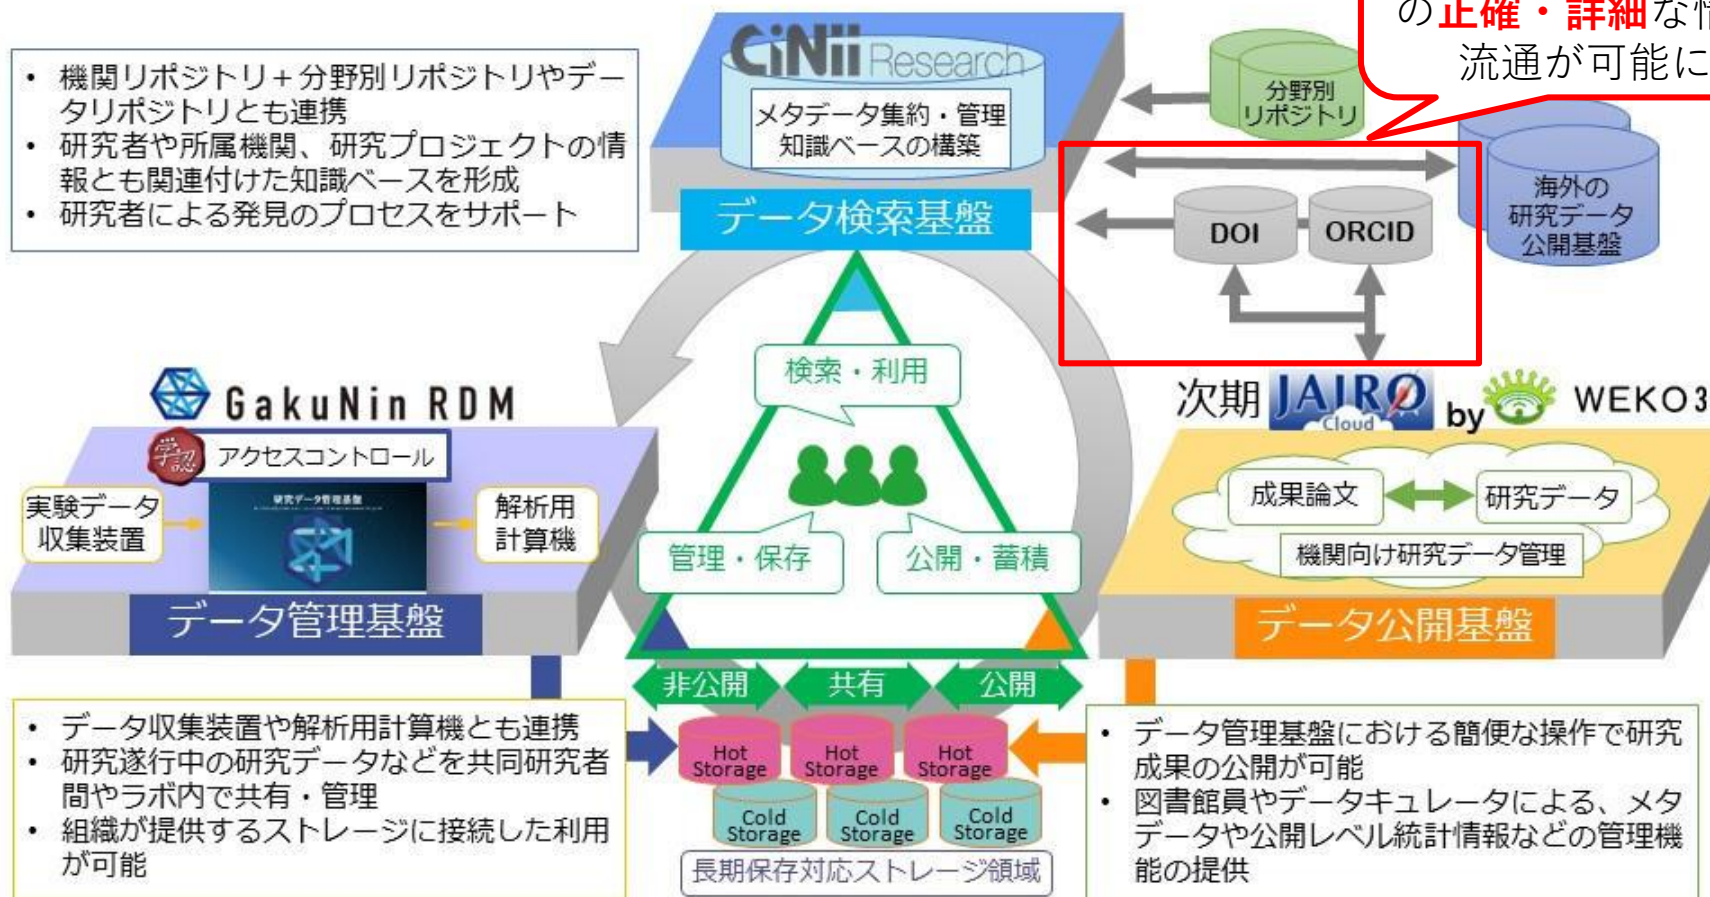 の正確・詳細な情
流通が可能に
• 機関リポジトリ+分野別リポジトリやデー
タリポジトリとも連携
• 研究者や所属機関、研究プロジェクトの情
報とも関連付けた知識ベースを形成
• 研究者による発見のプロセスをサポート
CiNii Research
メタデータ集約・管理
知識ベースの構築
データ検索基盤
分野別
リポジトリ
海外の
研究データ
公開基盤
DOI
ORCID
検索・利用
管理・保存
公開・蓄積
GakuNin RDM
学認
アクセスコントロール
実験データ
収集装置
研究データ管理基盤
解析用
計算機
データ管理基盤
次期 JAIRO Cloud by WEKO3
成果論文
研究データ
機関向け研究データ管理
データ公開基盤
非公開
共有
公開
Hot
Storage
Hot
Storage
Hot
Storage
Cold
Storage
Cold
Storage
Cold
Storage
長期保存対応ストレージ領域
• データ収集装置や解析用計算機とも連携
• 研究遂行中の研究データなどを共同研究者
間やラボ内で共有・管理
• 組織が提供するストレージに接続した利用
が可能
• データ管理基盤における簡便な操作で研究
成果の公開が可能
• 図書館員やデータキュレータによる、メタ
データや公開レベル統計情報などの管理機
能の提供